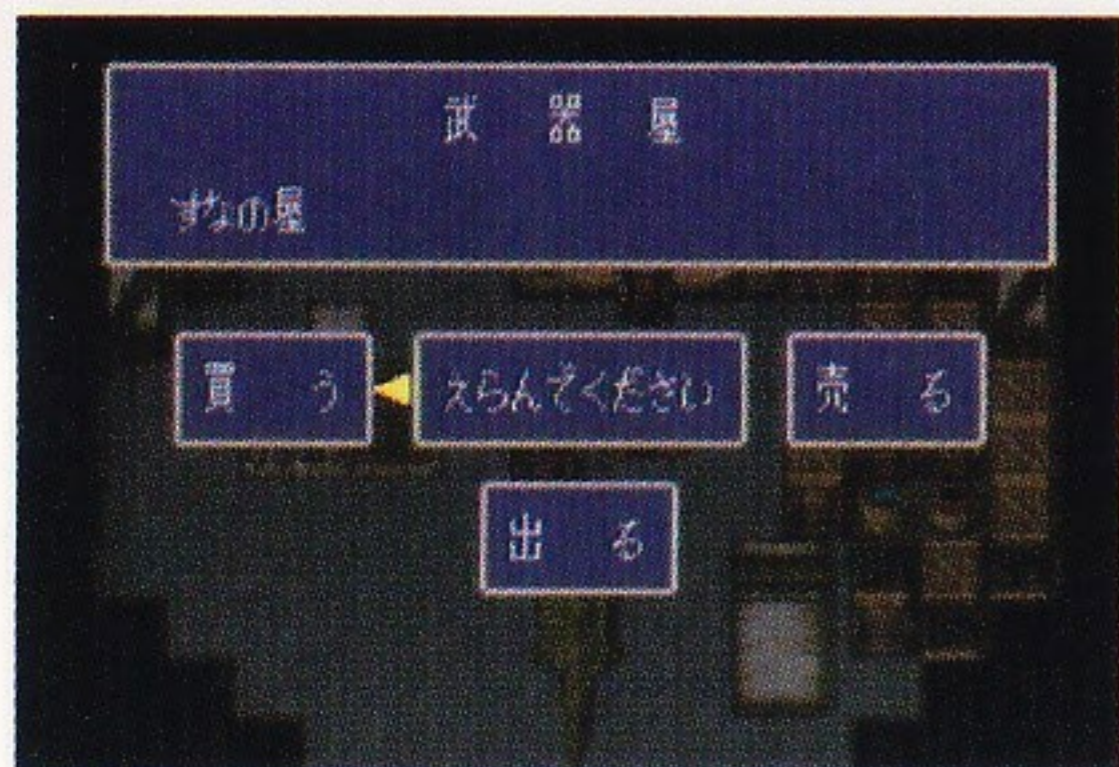 武器屋
すなの屋
買う
えらんでください
売る
出る